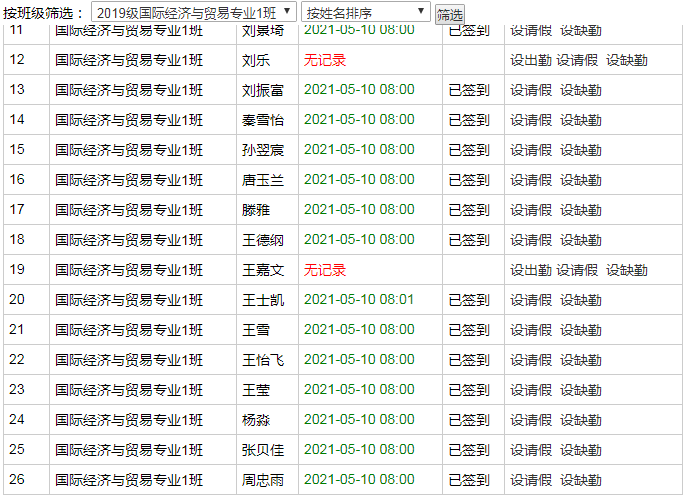 按班级筛选： 2019级国际经济与贸易专业1班 按姓名排序 筛选
11 国际经济与贸易专业1班 刘景琦 2021-05-10 08:00 已签到 设请假 设缺勤
12 国际经济与贸易专业1班 刘乐 无记录 设出勤 设请假 设缺勤
13 国际经济与贸易专业1班 刘振富 2021-05-10 08:00 已签到 设请假 设缺勤
14 国际经济与贸易专业1班 秦雪怡 2021-05-10 08:00 已签到 设请假 设缺勤
15 国际经济与贸易专业1班 孙翌宸 2021-05-10 08:00 已签到 设请假 设缺勤
16 国际经济与贸易专业1班 唐玉兰 2021-05-10 08:00 已签到 设请假 设缺勤
17 国际经济与贸易专业1班 滕雅 2021-05-10 08:00 已签到 设请假 设缺勤
18 国际经济与贸易专业1班 王德纲 2021-05-10 08:00 已签到 设请假 设缺勤
19 国际经济与贸易专业1班 王嘉文 无记录 设出勤 设请假 设缺勤
20 国际经济与贸易专业1班 王士凯 2021-05-10 08:01 已签到 设请假 设缺勤
21 国际经济与贸易专业1班 王雪 2021-05-10 08:00 已签到 设请假 设缺勤
22 国际经济与贸易专业1班 王怡飞 2021-05-10 08:00 已签到 设请假 设缺勤
23 国际经济与贸易专业1班 王莹 2021-05-10 08:00 已签到 设请假 设缺勤
24 国际经济与贸易专业1班 杨淼 2021-05-10 08:00 已签到 设请假 设缺勤
25 国际经济与贸易专业1班 张贝佳 2021-05-10 08:00 已签到 设请假 设缺勤
26 国际经济与贸易专业1班 周忠雨 2021-05-10 08:00 已签到 设请假 设缺勤